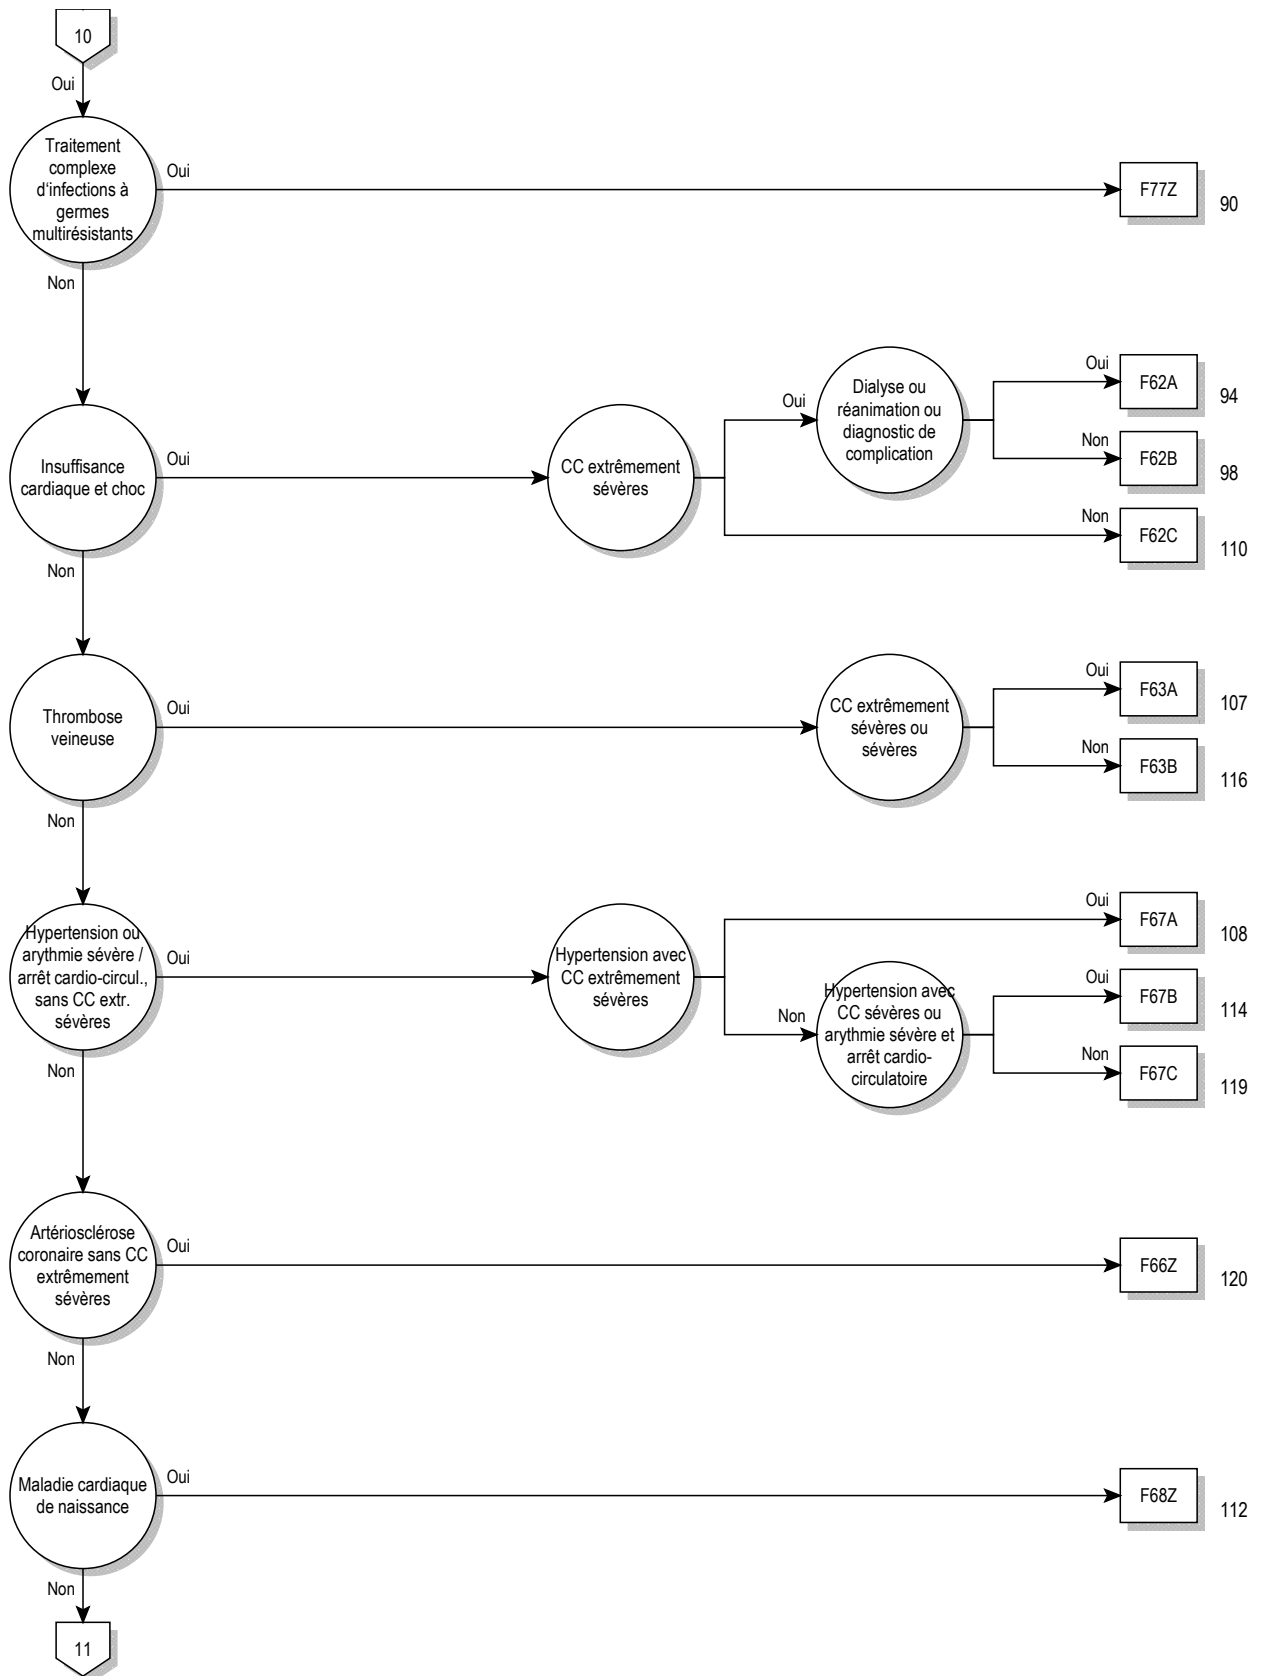 10
Oui
Traitement
complexe
d'infections à
germes
multirésistants
Oui
F77Z
90
Non
Insuffisance
cardiaque et choc
Oui
CC extrêmement
sévères
Oui
Dialyse ou
réanimation ou
diagnostic de
complication
Oui
F62A
94
Non
F62B
98
Non
F62C
110
Non
Thrombose
veineuse
Oui
CC extrêmement
sévères ou
sévères
Oui
F63A
107
Non
F63B
116
Non
Hypertension ou
arythmie sévère /
arrêt cardio-circul.,
sans CC extr.
sévères
Oui
Hypertension avec
CC extrêmement
sévères
Oui
F67A
108
Non
Hypertension avec
CC sévères ou
arythmie sévère et
arrêt cardio-
circulatoire
Oui
F67B
114
Non
F67C
119
Non
Artériosclérose
coronaire sans CC
extrêmement
sévères
Oui
F66Z
120
Non
Maladie cardiaque
de naissance
Oui
F68Z
112
Non
11